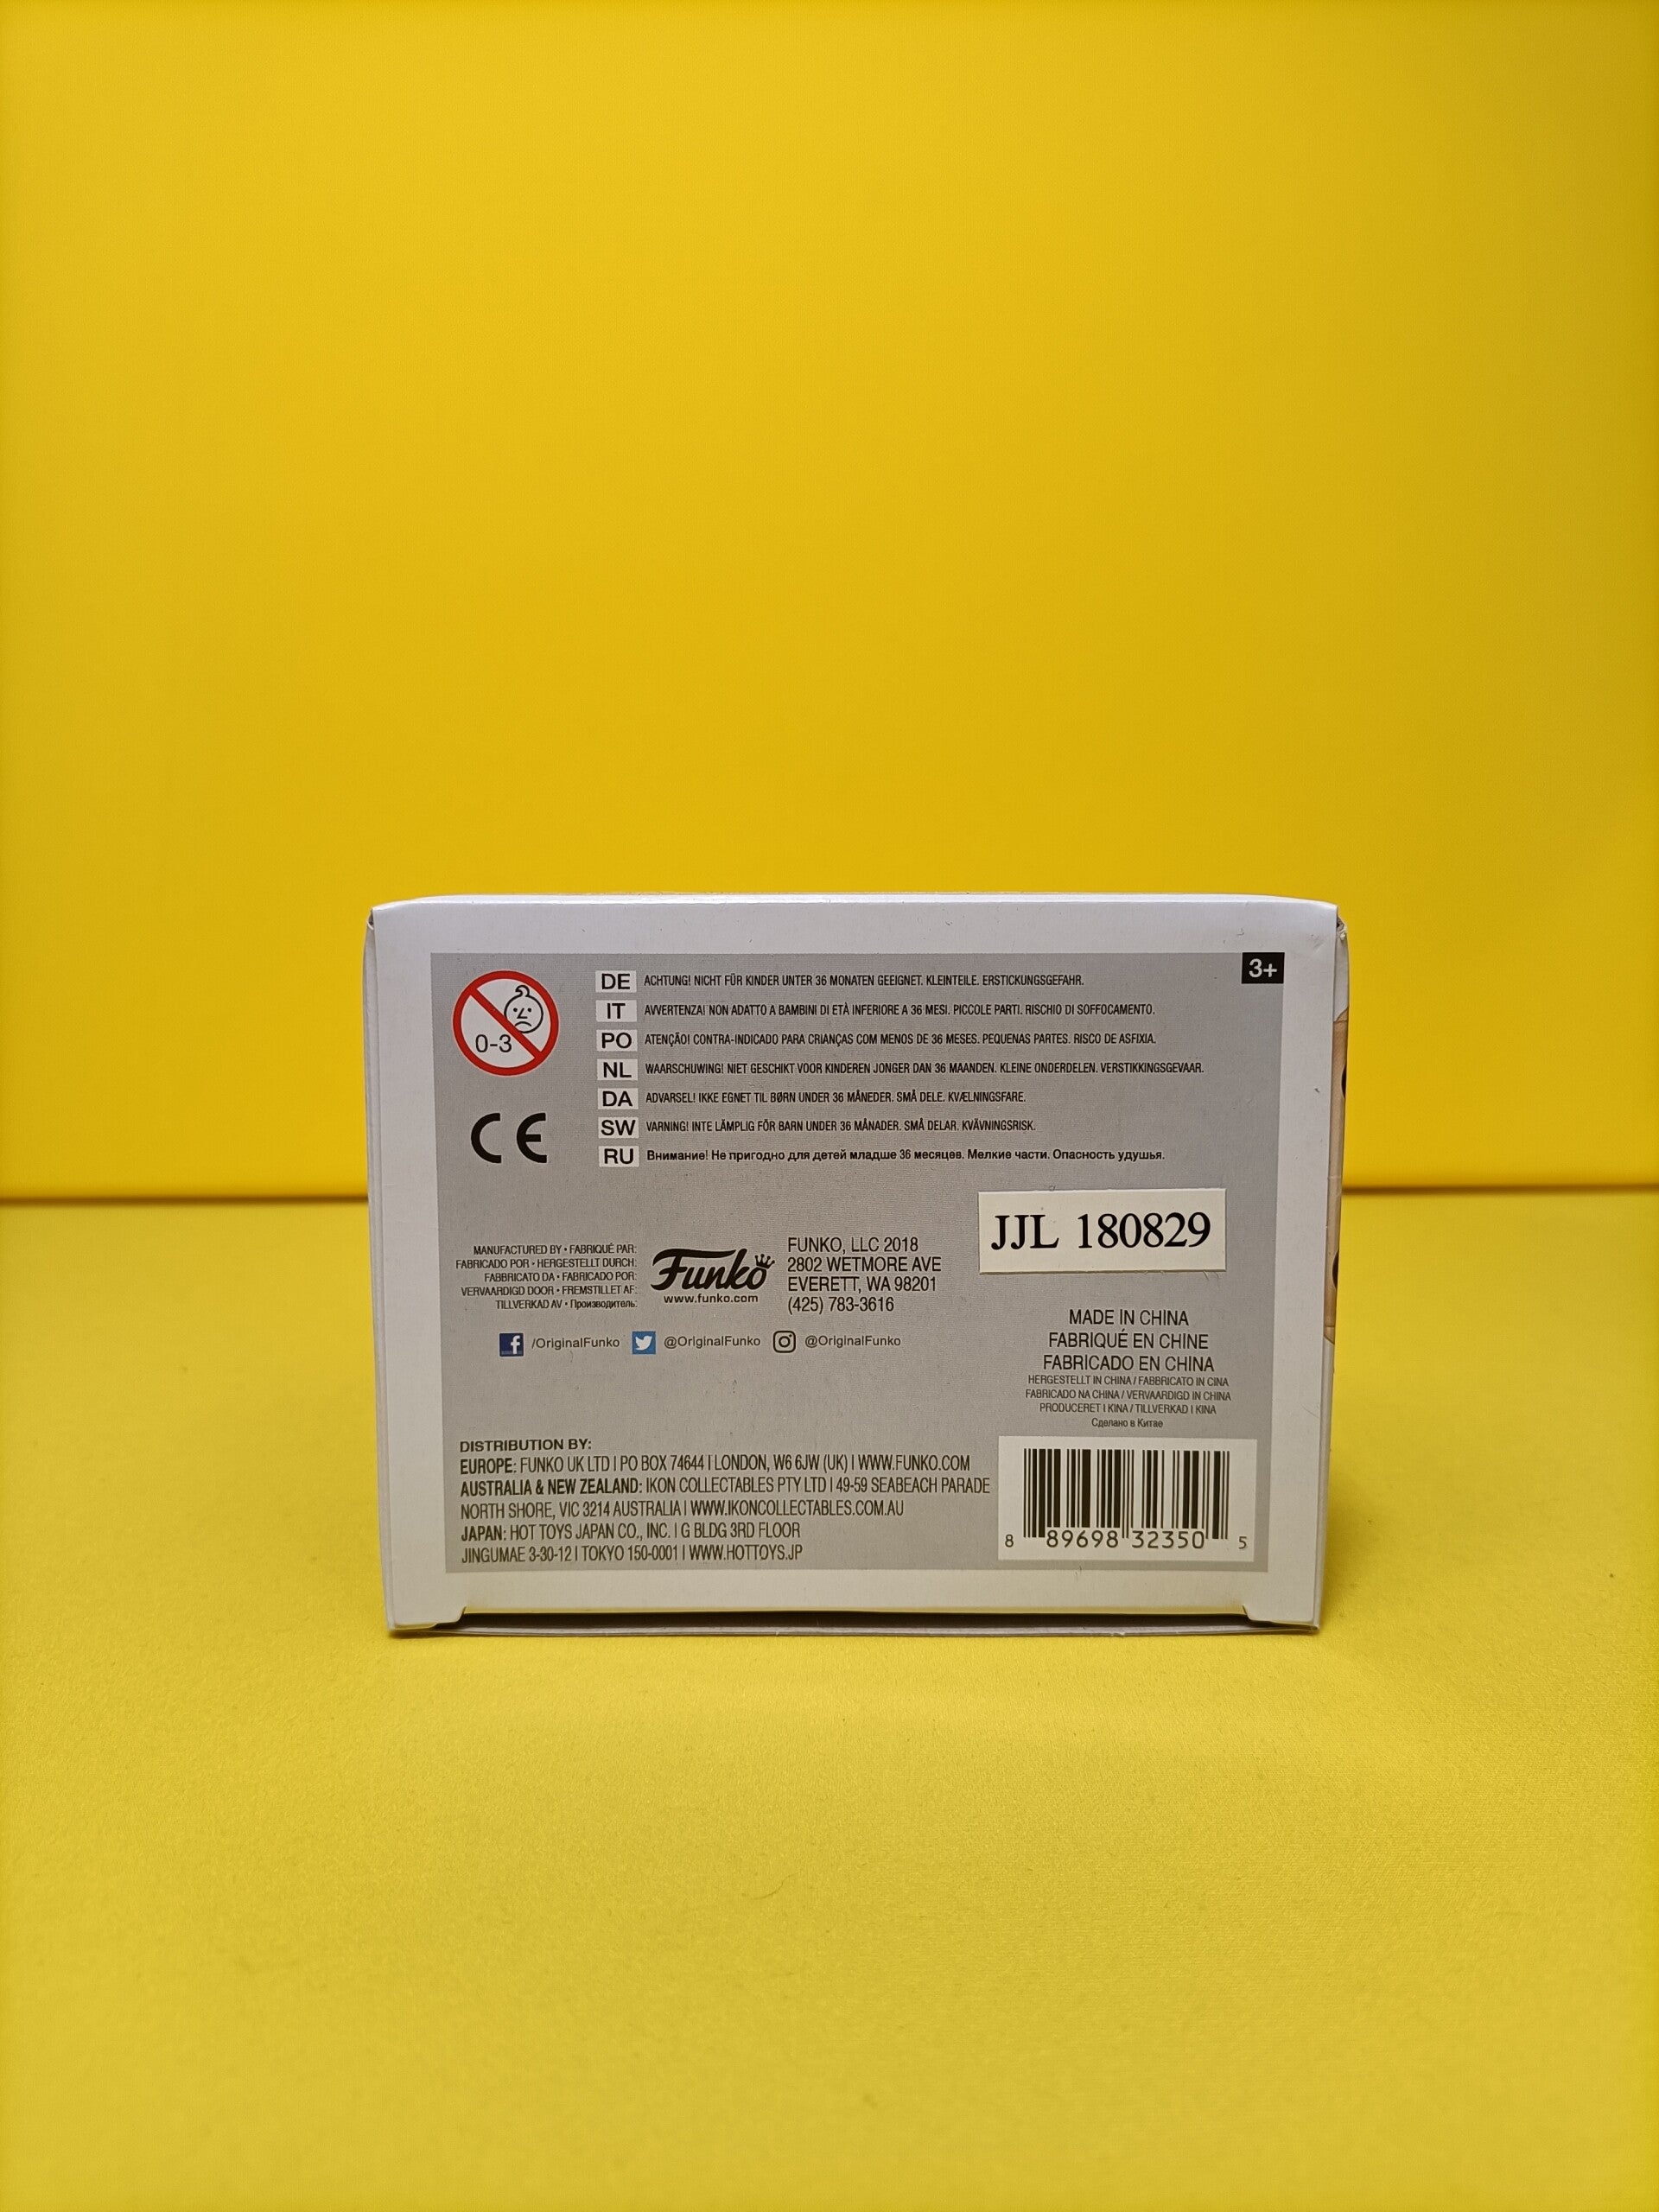 3+
0-3
DE ACHTUNG! NICHT FÜR KINDER UNTER 36 MONATEN GEEIGNET. KLEINTEILE. ERSTICKUNGSGEFAHR.
IT AVVERTENZA! NON ADATTO A BAMBINI DI ETÀ INFERIORE A 36 MESI. PICCOLE PARTI. RISCHIO DI SOFFOCAMENTO.
PO ATENÇÃO! CONTRA-INDICADO PARA CRIANÇAS COM MENOS DE 36 MESES. PEQUENAS PARTES. RISCO DE ASFIXIA.
NL WAARSCHUWING! NIET GESCHIKT VOOR KINDEREN JONGER DAN 36 MAANDEN. KLEINE ONDERDELEN. VERSTIKKINGSGEVAAR.
DA ADVARSEL! IKKE EGNET TIL BØRN UNDER 36 MÅNEDER. SMÅ DELE. KVÆLNINGSFARE.
SW VARNING! INTE LÄMPLIG FÖR BARN UNDER 36 MÅNADER. SMÅ DELAR. KVÄVNINGSRISK.
RU Внимание! Не пригодно для детей младше 36 месяцев. Мелкие части. Опасность удушья.
CE
JJL 180829
MANUFACTURED BY • FABRIQUÉ PAR:
FABRICADO POR • HERGESTELLT DURCH:
FABBRICATO DA • FABRICADO POR:
VERVAARDIGD DOOR • FREMSTILLET AF:
TILLVERKAD AV • Производитель:
Funko
www.funko.com
FUNKO, LLC 2018
2802 WETMORE AVE
EVERETT, WA 98201
(425) 783-3616
/OriginalFunko @OriginalFunko @OriginalFunko
MADE IN CHINA
FABRIQUÉ EN CHINE
FABRICADO EN CHINA
HERGESTELLT IN CHINA / FABBRICATO IN CINA
FABRICADO NA CHINA / VERVAARDIGD IN CHINA
PRODUCERET I KINA / TILLVERKAD I KINA
Сделано в Китае
DISTRIBUTION BY:
EUROPE: FUNKO UK LTD | PO BOX 74644 | LONDON, W6 6JW (UK) | WWW.FUNKO.COM
AUSTRALIA & NEW ZEALAND: IKON COLLECTABLES PTY LTD | 49-59 SEABEACH PARADE
NORTH SHORE, VIC 3214 AUSTRALIA | WWW.IKONCOLLECTABLES.COM.AU
JAPAN: HOT TOYS JAPAN CO., INC. | G BLDG 3RD FLOOR
JINGUMAE 3-30-12 | TOKYO 150-0001 | WWW.HOTTOYS.JP
8 89698 32350 5